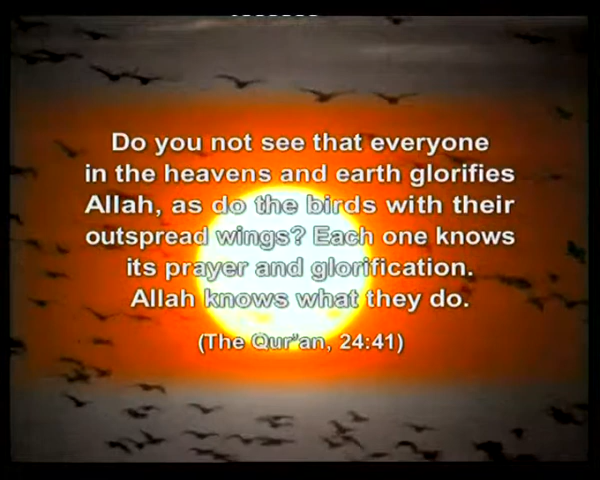 Do you not see that everyone
in the heavens and earth glorifies
Allah, as do the birds with their
outspread wings? Each one knows
its prayer and glorification.
Allah knows what they do.
(The Qur'an, 24:41)